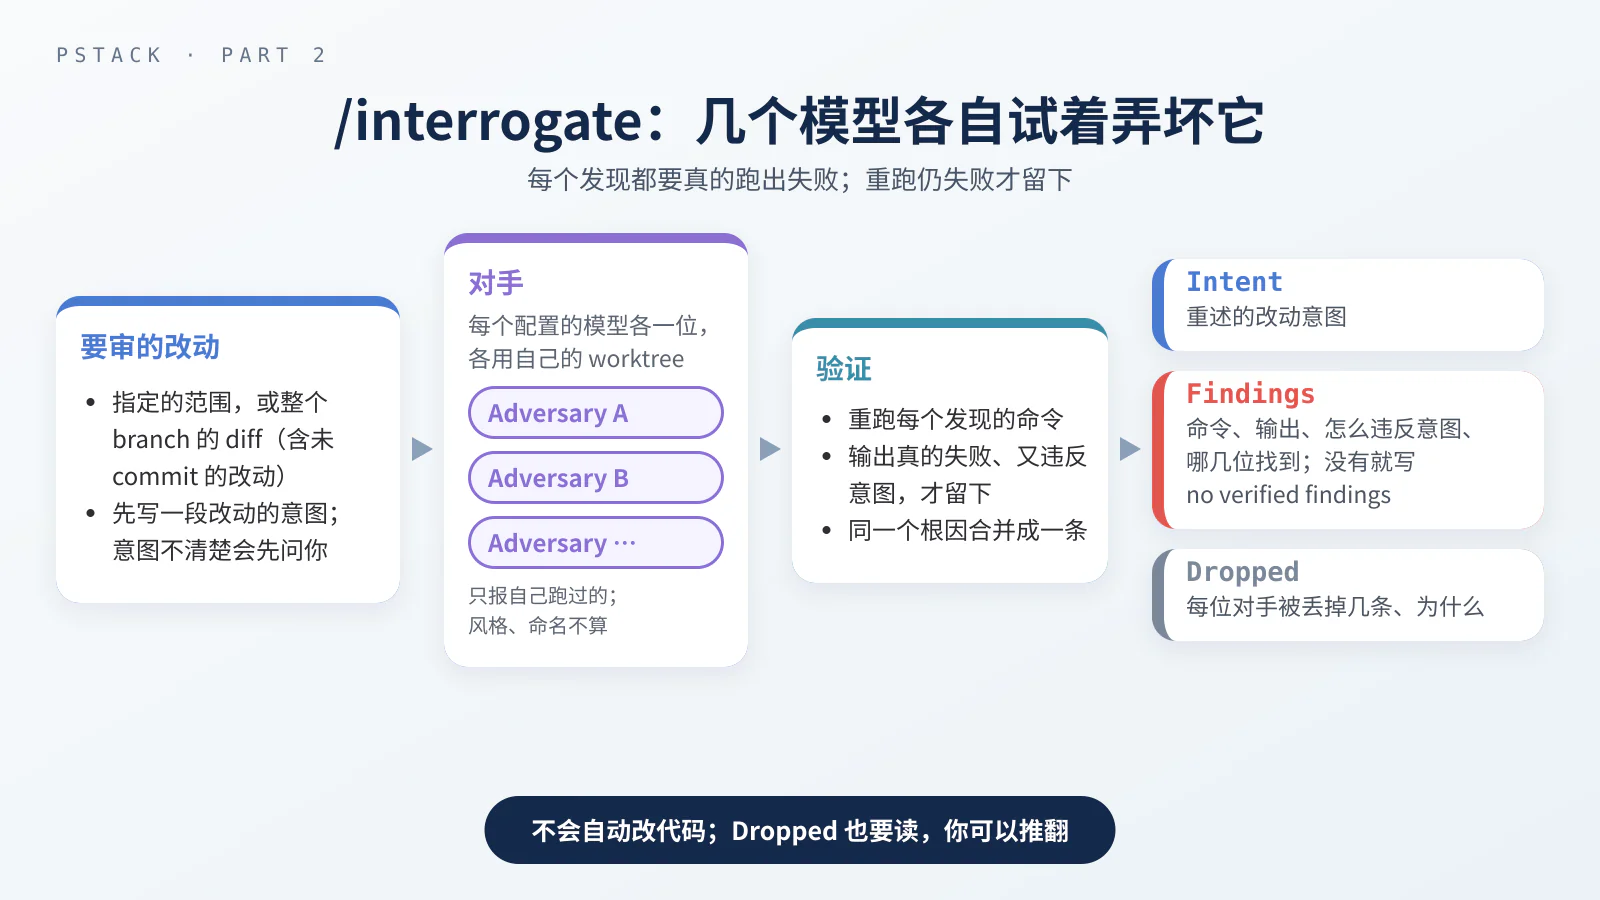 PSTACK · PART 2
/interrogate：几个模型各自试着弄坏它
每个发现都要真的跑出失败；重跑仍失败才留下
要审的改动
• 指定的范围，或整个
branch 的 diff（含未
commit 的改动）
• 先写一段改动的意图；
意图不清楚会先问你
对手
每个配置的模型各一位，
各用自己的 worktree
Adversary A
Adversary B
Adversary ···
只报自己跑过的；
风格、命名不算
验证
• 重跑每个发现的命令
• 输出真的失败、又违反
意图，才留下
• 同一个根因合并成一条
Intent
重述的改动意图
Findings
命令、输出、怎么违反意图、
哪几位找到；没有就写
no verified findings
Dropped
每位对手被丢掉几条、为什么
不会自动改代码；Dropped 也要读，你可以推翻